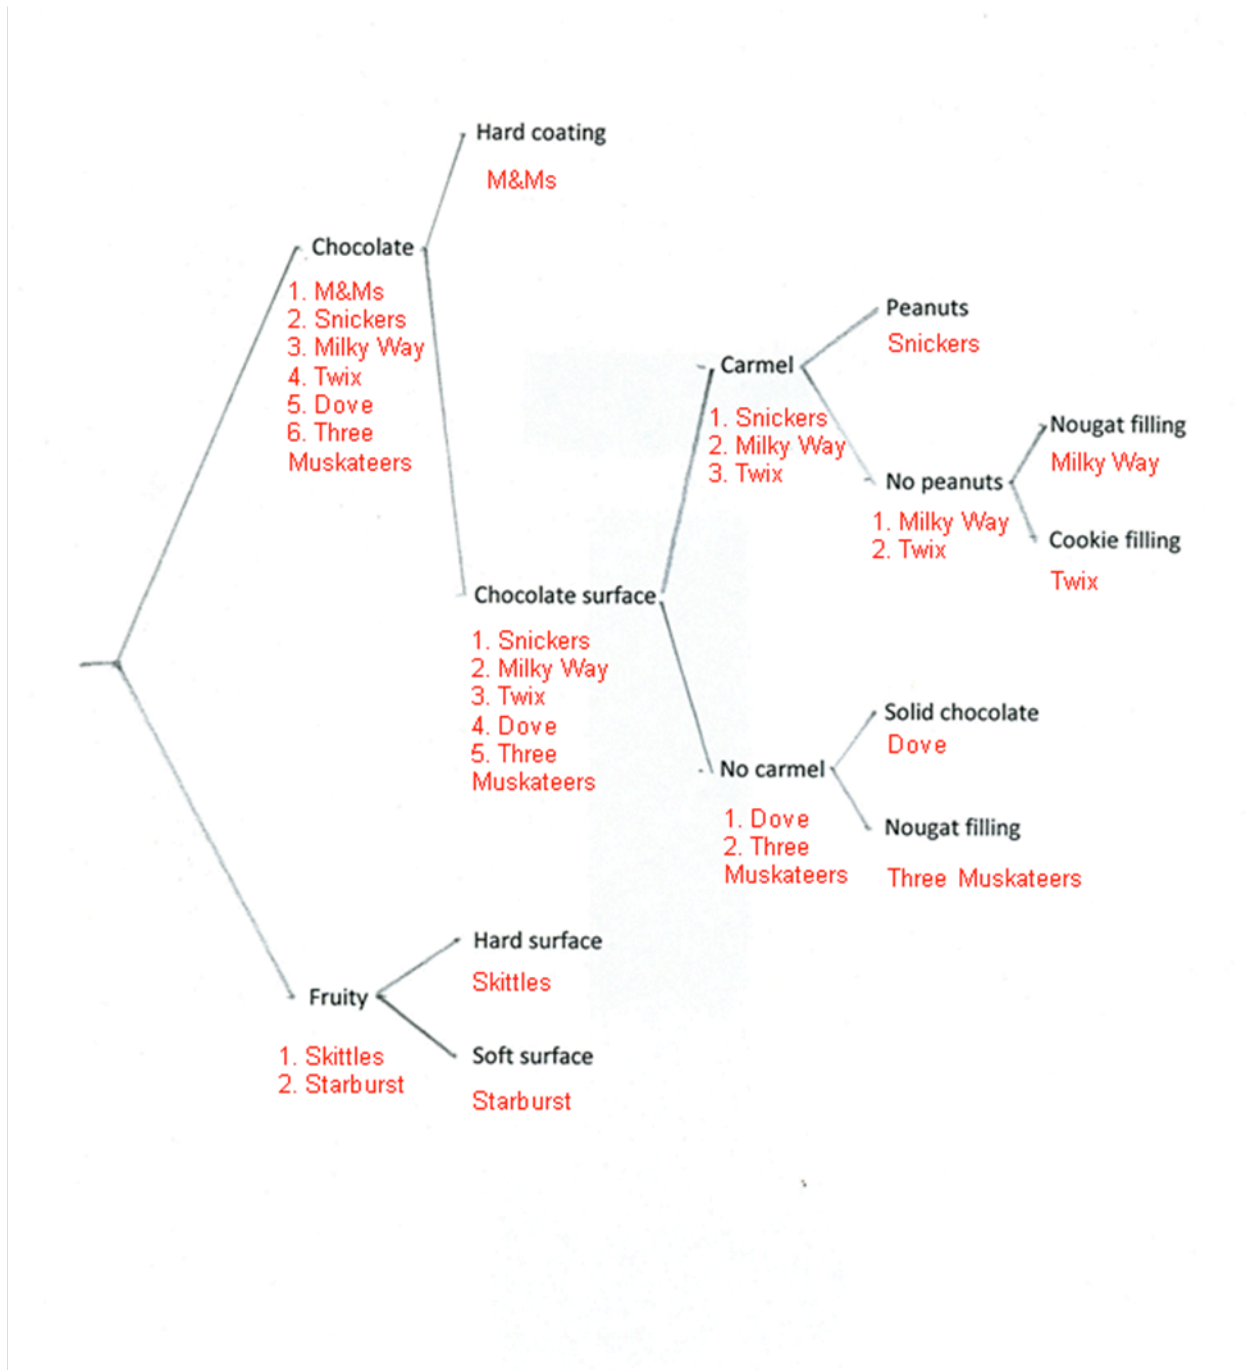 Hard coating
M&Ms
Chocolate
1. M&Ms
2. Snickers
3. Milky Way
4. Twix
5. Dove
6. Three
Muskateers
Peanuts
Snickers
Carmel
1. Snickers
2. Milky Way
3. Twix
Nougat filling
Milky Way
No peanuts
1. Milky Way
2. Twix
Cookie filling
Twix
Chocolate surface
1. Snickers
2. Milky Way
3. Twix
4. Dove
5. Three
Muskateers
Solid chocolate
Dove
No carmel
1. Dove
2. Three
Muskateers
Nougat filling
Three Muskateers
Hard surface
Skittles
Fruity
1. Skittles
2. Starburst
Soft surface
Starburst